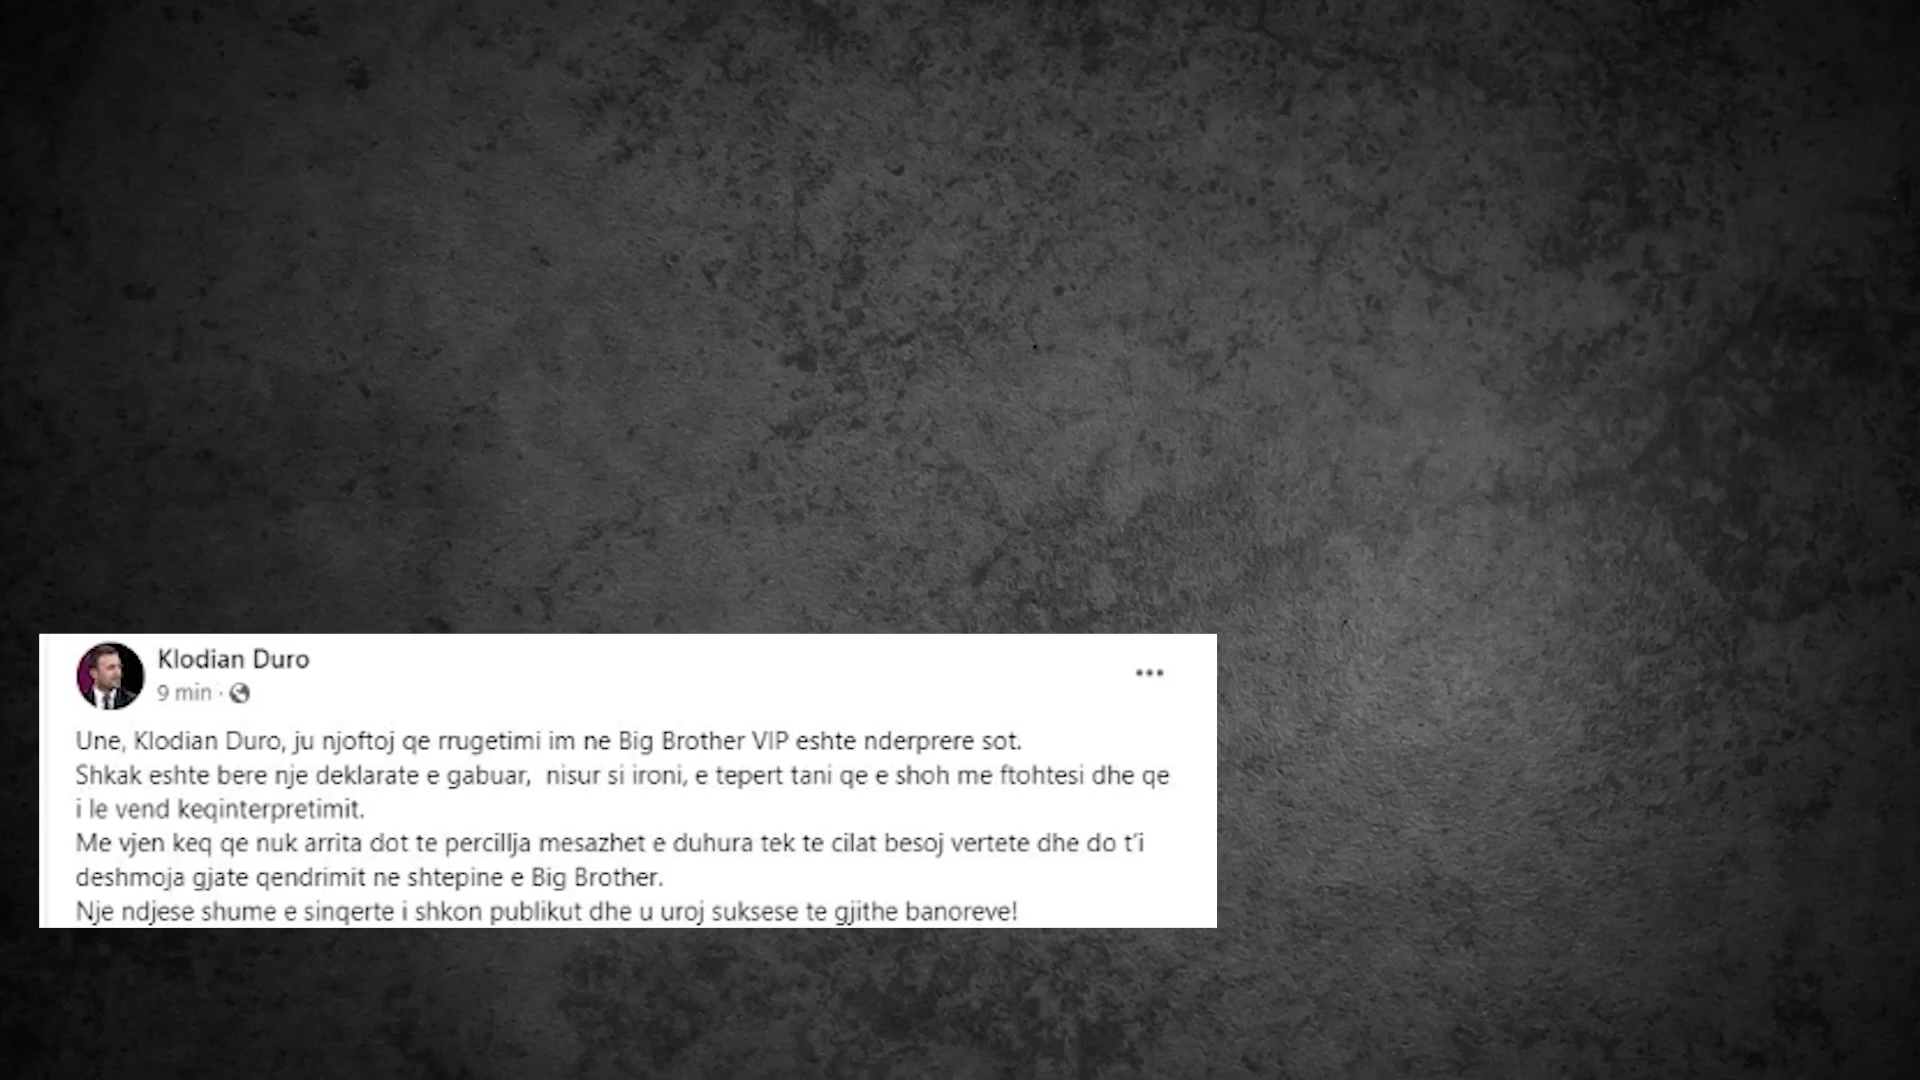 Klodian Duro
9 min ·
Une, Klodian Duro, ju njoftoj qe rrugetimi im ne Big Brother VIP eshte nderprere sot.
Shkak eshte bere nje deklarate e gabuar,  nisur si ironi, e tepert tani qe e shoh me ftohtesi dhe qe
i le vend keqinterpretimit.
Me vjen keq qe nuk arrita dot te percillja mesazhet e duhura tek te cilat besoj vertete dhe do t'i
deshmoja gjate qendrimit ne shtepine e Big Brother.
Nje ndjese shume e sinqerte i shkon publikut dhe u uroj suksese te gjithe banoreve!